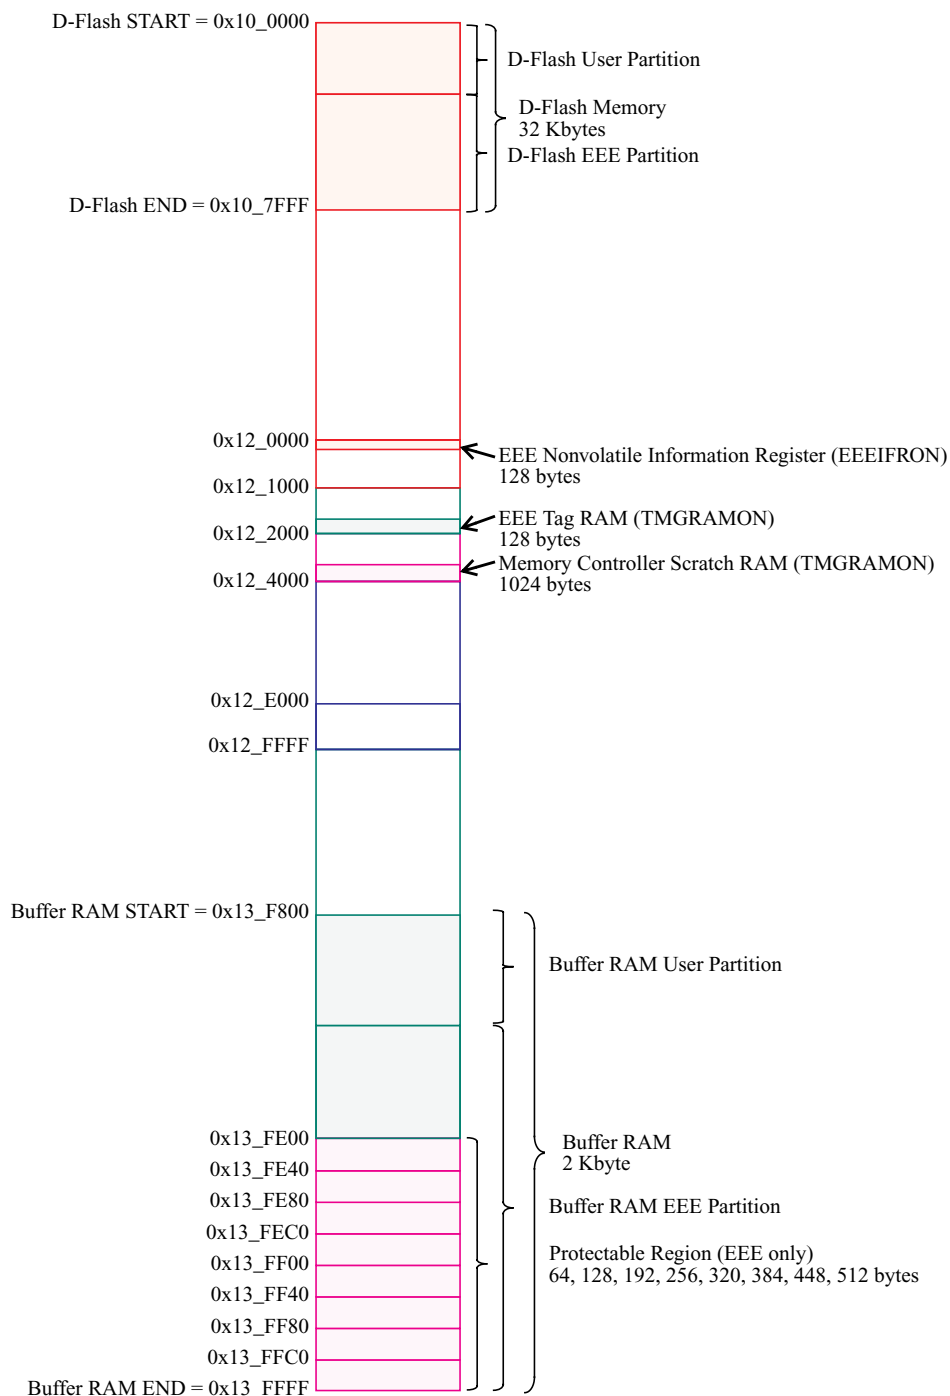 D-Flash START = 0x10_0000
D-Flash User Partition
D-Flash Memory
32 Kbytes
D-Flash EEE Partition
D-Flash END = 0x10_7FFF
0x12_0000
EEE Nonvolatile Information Register (EEEIFRON)
128 bytes
0x12_1000
EEE Tag RAM (TMGRAMON)
128 bytes
0x12_2000
Memory Controller Scratch RAM (TMGRAMON)
1024 bytes
0x12_4000
0x12_E000
0x12_FFFF
Buffer RAM START = 0x13_F800
Buffer RAM User Partition
0x13_FE00
Buffer RAM
2 Kbyte
0x13_FE40
0x13_FE80
Buffer RAM EEE Partition
0x13_FEC0
Protectable Region (EEE only)
64, 128, 192, 256, 320, 384, 448, 512 bytes
0x13_FF00
0x13_FF40
0x13_FF80
0x13_FFC0
Buffer RAM END = 0x13_FFFF